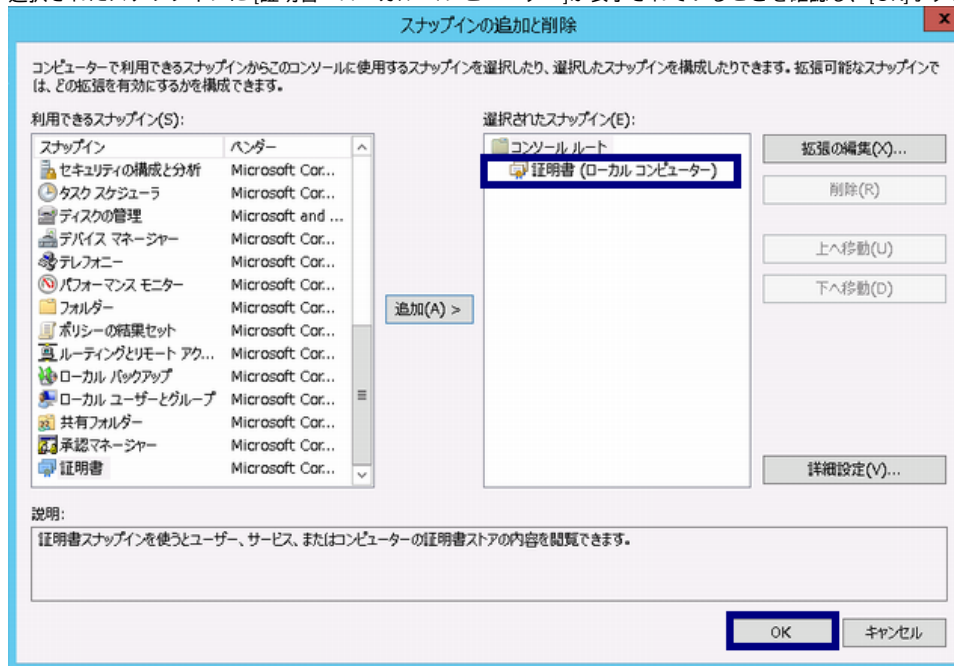 スナップインの追加と削除
x
コンピューターで利用できるスナップインからこのコンソールに使用するスナップインを選択したり、選択したスナップインを構成したりできます。拡張可能なスナップインで
は、どの拡張を有効にするかを構成できます。
利用できるスナップイン(S):
選択されたスナップイン(E):
スナップイン ベンダー
セキュリティの構成と分析 Microsoft Cor...
タスク スケジューラ Microsoft Cor...
ディスクの管理 Microsoft and ...
デバイス マネージャー Microsoft Cor...
テレフォニー Microsoft Cor...
パフォーマンス モニター Microsoft Cor...
フォルダー Microsoft Cor...
ポリシーの結果セット Microsoft Cor...
ルーティングとリモート アク... Microsoft Cor...
ローカル バックアップ Microsoft Cor...
ローカル ユーザーとグループ Microsoft Cor...
共有フォルダー Microsoft Cor...
承認マネージャー Microsoft Cor...
証明書 Microsoft Cor...
追加(A) >
コンソール ルート
証明書 (ローカル コンピューター)
拡張の編集(X)...
削除(R)
上へ移動(U)
下へ移動(D)
詳細設定(V)...
説明:
証明書スナップインを使うとユーザー、サービス、またはコンピューターの証明書ストアの内容を閲覧できます。
OK
キャンセル